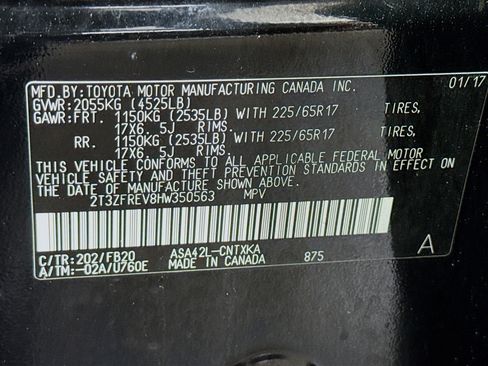 MFD.BY:TOYOTA MOTOR MANUFACTURING CANADA INC. 01/17
GVWR:2055KG (4525LB)
GAWR:FRT. 1150KG (2535LB) WITH 225/65R17 TIRES,
17X6. 5J RIMS.
RR. 1150KG (2535LB) WITH 225/65R17 TIRES,
17X6. 5J RIMS.
THIS VEHICLE CONFORMS TO ALL APPLICABLE FEDERAL MOTOR
VEHICLE SAFETY AND THEFT PREVENTION STANDARDS IN EFFECT ON
THE DATE OF MANUFACTURE SHOWN ABOVE.
2T3ZFREV8HW350563 MPV
C/TR:202/FB20 ASA42L-CNTXKA 875 A
A/TM:-02A/U760E MADE IN CANADA